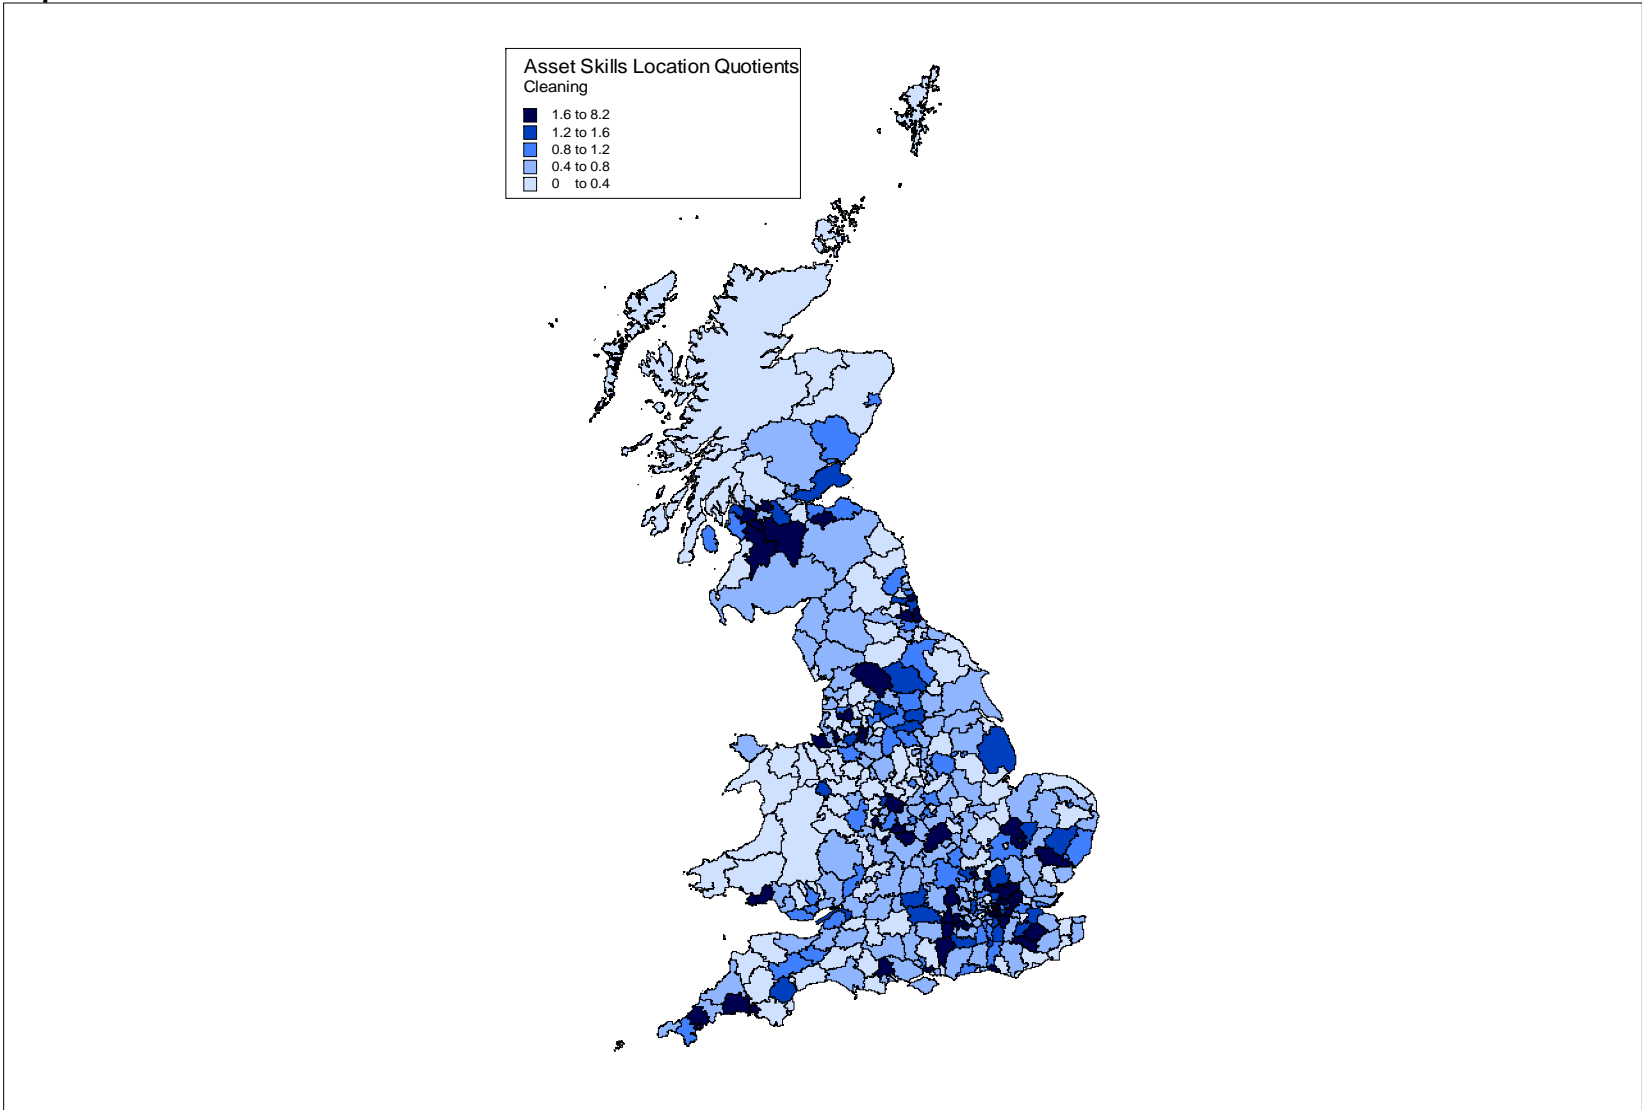 Asset Skills Location Quotients
Cleaning
1.6 to 8.2
1.2 to 1.6
0.8 to 1.2
0.4 to 0.8
0 to 0.4